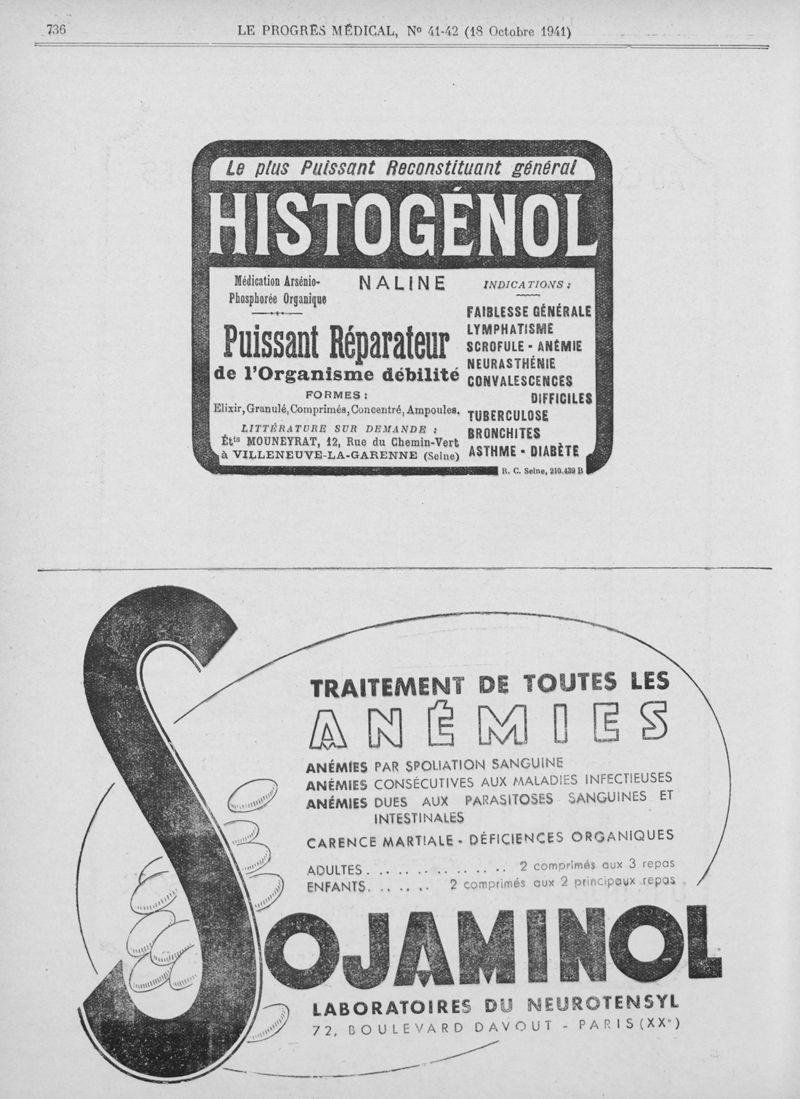 736
LE PROGRÈS MÉDICAL, Nº 41-42 (18 Octobre 1941)
Le plus Puissant Reconstituant général
HISTOGÉNOL
Médication Arsénio-
Phosphorée Organique
NALINE
Puissant Réparateur
de l'Organisme débilité
FORMES :
Elixir, Granulé, Comprimés, Concentré, Ampoules.
LITTÉRATURE SUR DEMANDE :
Éts MOUNEYRAT, 12, Rue du Chemin-Vert
à VILLENEUVE-LA-GARENNE (Seine)
INDICATIONS :
FAIBLESSE GÉNÉRALE
LYMPHATISME
SCROFULE - ANÉMIE
NEURASTHÉNIE
CONVALESCENCES
DIFFICILES
TUBERCULOSE
BRONCHITES
ASTHME - DIABÈTE
R. C. Seine, 210.439 B
TRAITEMENT DE TOUTES LES
ANÉMIES
ANÉMIES PAR SPOLIATION SANGUINE
ANÉMIES CONSÉCUTIVES AUX MALADIES INFECTIEUSES
ANÉMIES DUES AUX PARASITOSES SANGUINES ET
INTESTINALES
CARENCE MARTIALE - DÉFICIENCES ORGANIQUES
ADULTES. .. .. .. .. .. .. .. 2 comprimés aux 3 repas
ENFANTS. .. .. .. 2 comprimés aux 2 principaux repas
SOJAMINOL
LABORATOIRES DU NEUROTENSYL
72, BOULEVARD DAVOUT - PARIS (XXe)